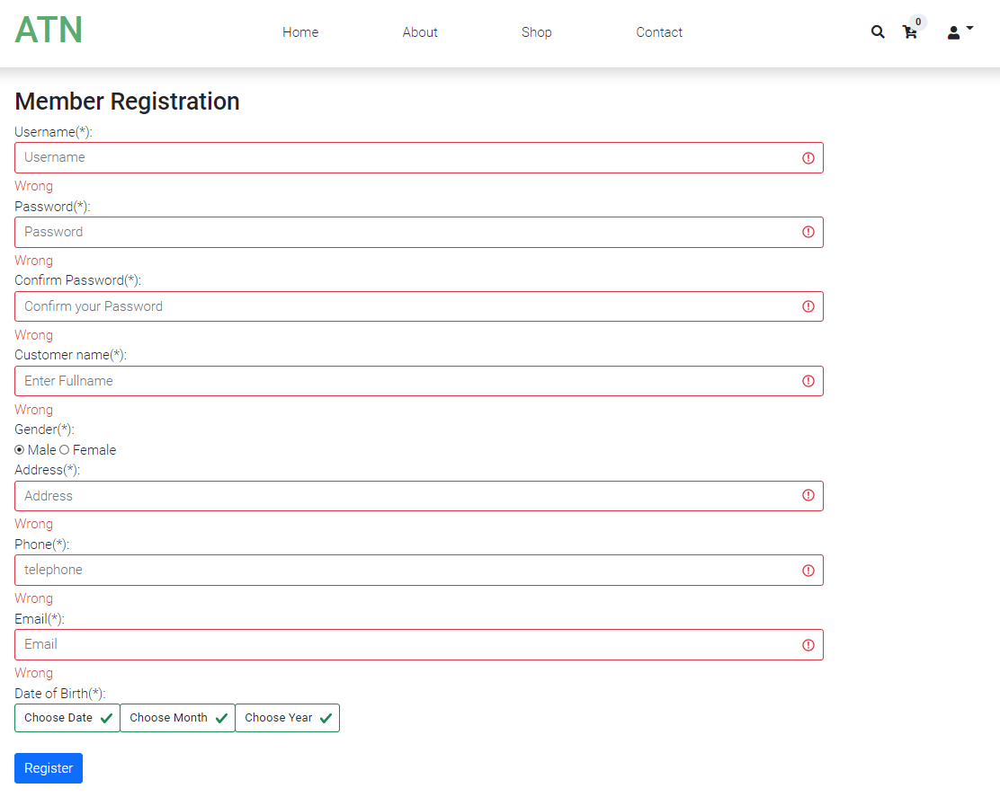 ATN Home About Shop Contact 0
Member Registration
Username(*):
Username
Wrong
Password(*):
Password
Wrong
Confirm Password(*):
Confirm your Password
Wrong
Customer name(*):
Enter Fullname
Wrong
Gender(*):
Male Female
Address(*):
Address
Wrong
Phone(*):
telephone
Wrong
Email(*):
Email
Wrong
Date of Birth(*):
Choose Date Choose Month Choose Year
Register